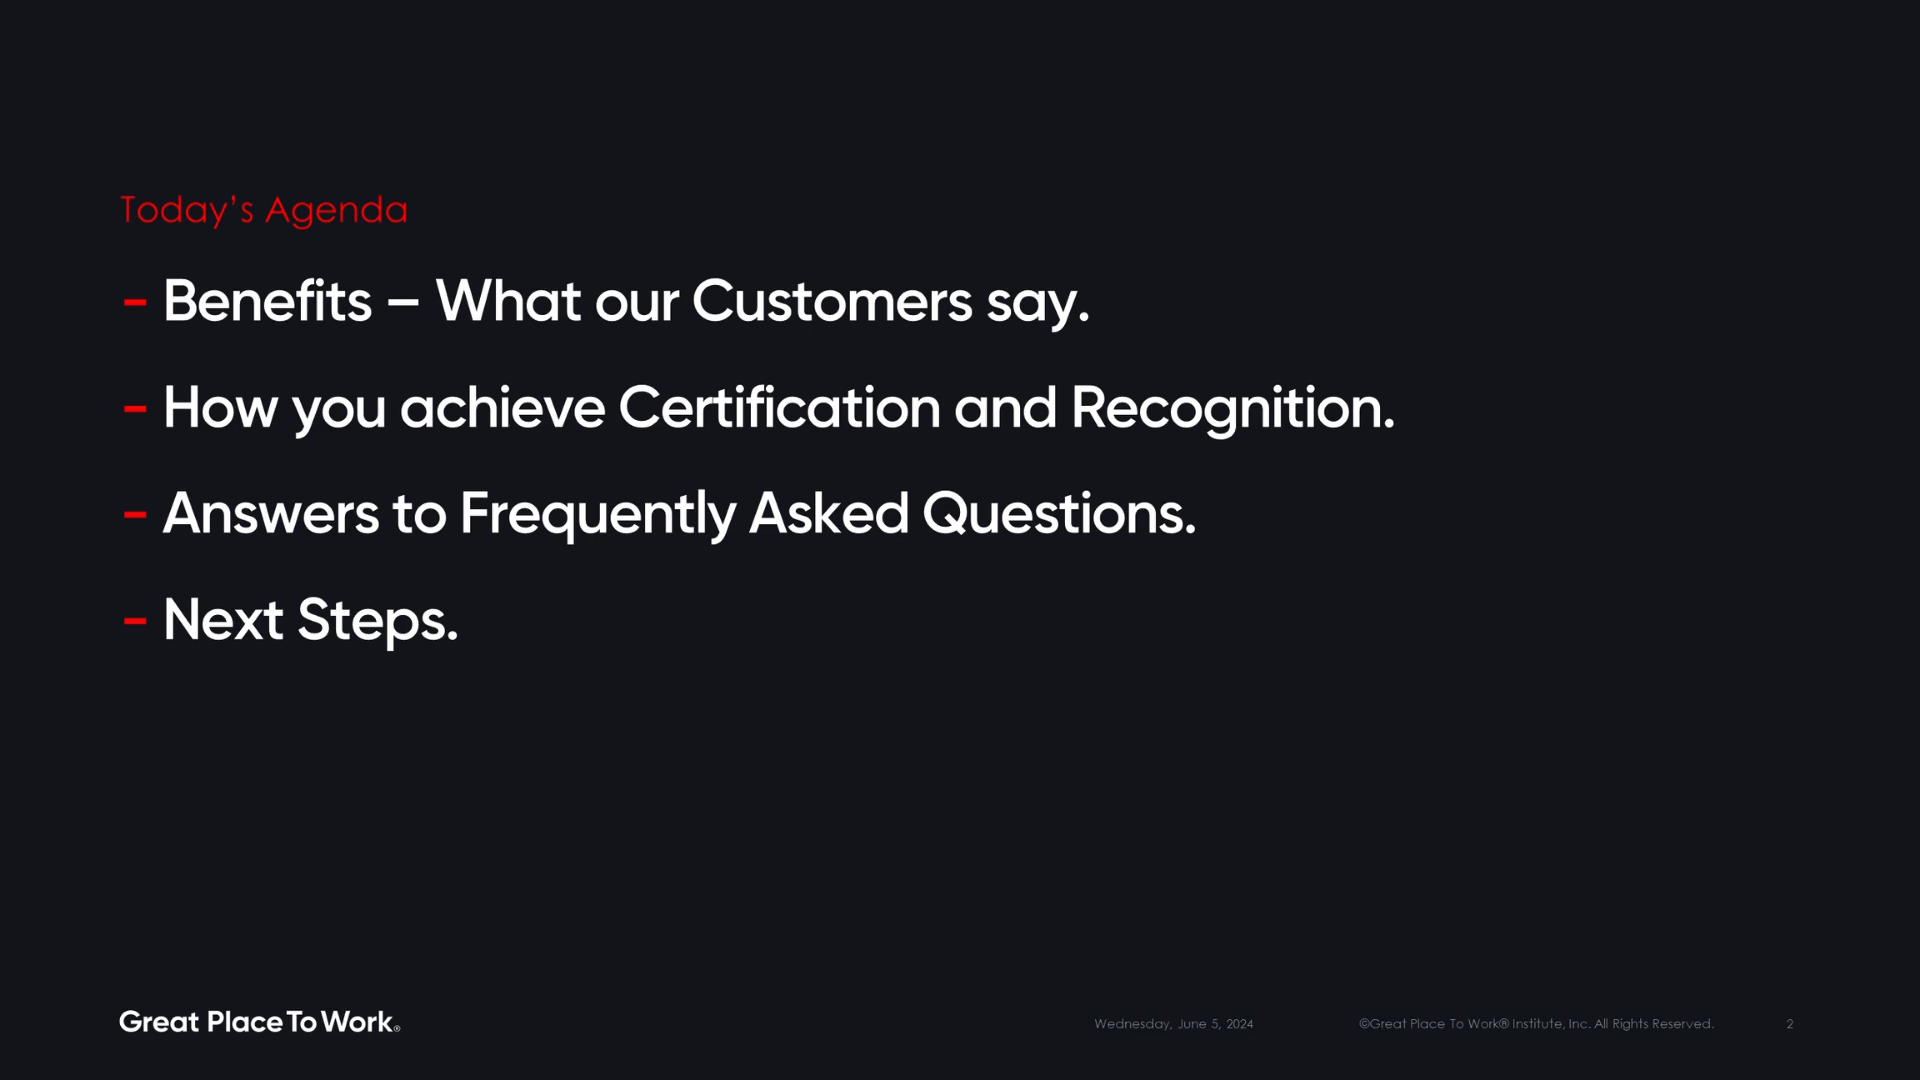 Today’s Agenda
- Benefits – What our Customers say.
- How you achieve Certification and Recognition.
- Answers to Frequently Asked Questions.
- Next Steps.
Great Place To Work®
Wednesday, June 5, 2024
©Great Place To Work® Institute, Inc. All Rights Reserved.
2